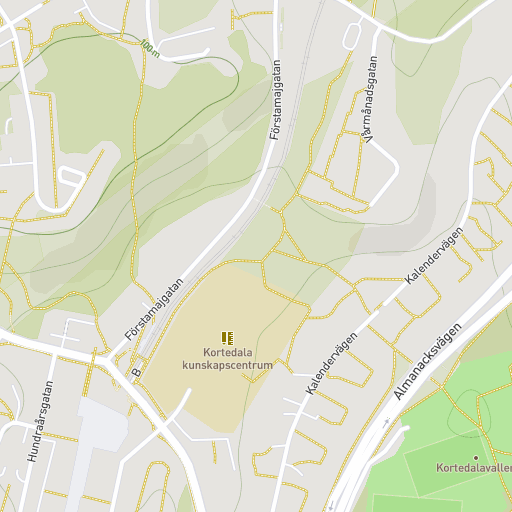 100 m
Förstamajgatan
Vårmånadsgatan
Kalendervägen
Förstamajgatan
Kortedala
kunskapscentrum
B
Kalendervägen
Almanacksvägen
Hundraårsgatan
Kortedalavallen